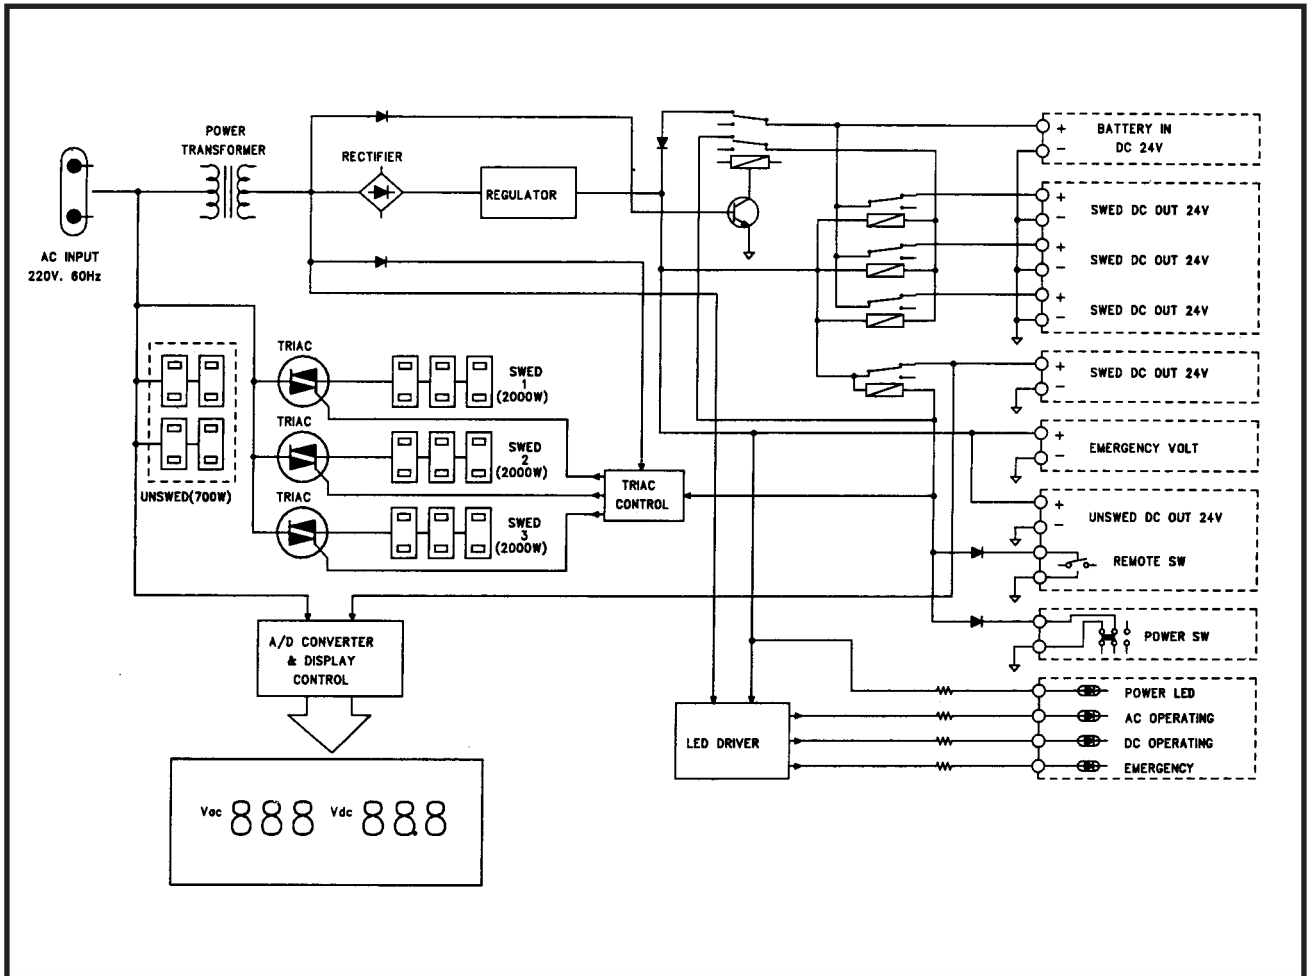 POWER
TRANSFORMER
RECTIFIER
REGULATOR
AC INPUT
220V. 60Hz
+ BATTERY IN
− DC 24V
+
SWED DC OUT 24V
−
+
SWED DC OUT 24V
−
+
SWED DC OUT 24V
−
+
SWED DC OUT 24V
−
+
EMERGENCY VOLT
−
+
UNSWED DC OUT 24V
−
REMOTE SW
POWER SW
POWER LED
AC OPERATING
DC OPERATING
EMERGENCY
TRIAC
SWED
1
(2000W)
TRIAC
SWED
2
(2000W)
TRIAC
SWED
3
(2000W)
UNSWED(700W)
TRIAC
CONTROL
A/D CONVERTER
& DISPLAY
CONTROL
LED DRIVER
Vac 888 Vdc 88.8